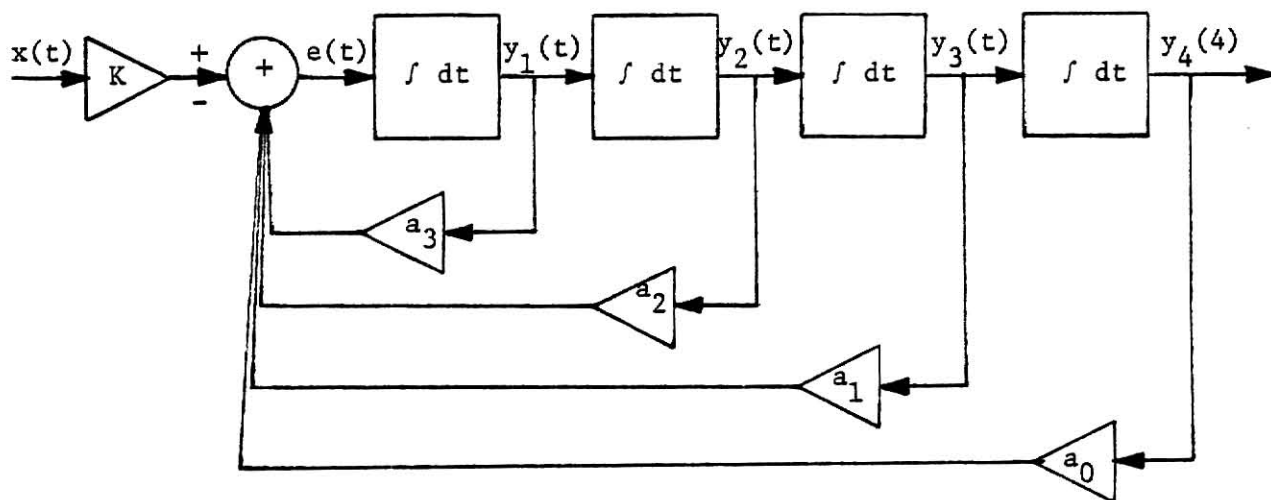 x(t) K + - + e(t) ∫ dt y₁(t) ∫ dt y₂(t) ∫ dt y₃(t) ∫ dt y₄(4)
a₃
a₂
a₁
a₀